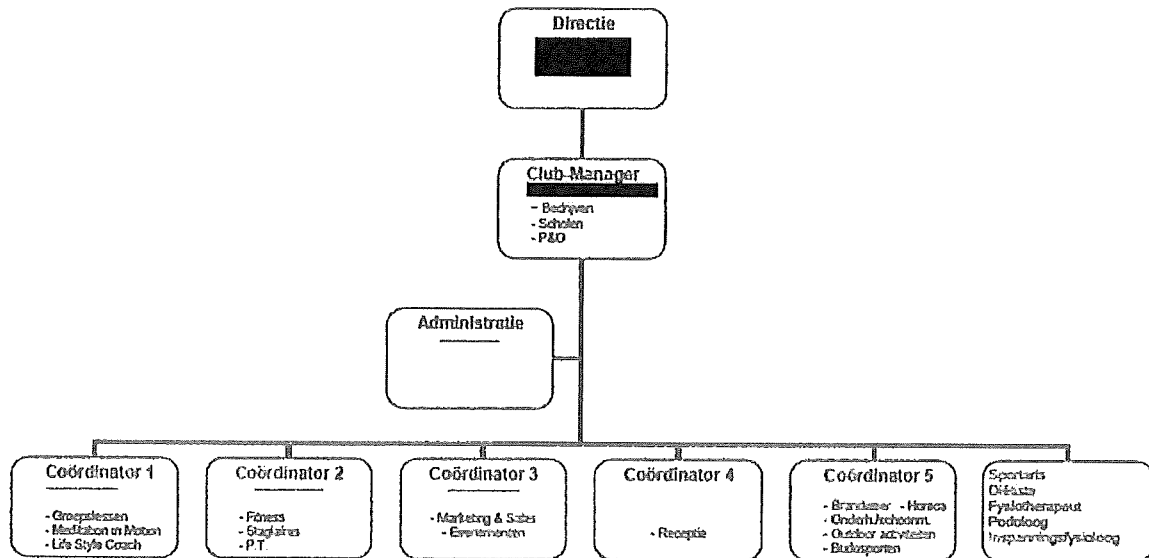 Directie
Club-Manager
- Bedrijven
- Scholen
- P&O
Administratie
Coördinator 1
- Groepslessen
- Meditation in Motion
- Life Style Coach
Coördinator 2
- Fitness
- Stagiaires
- P.T.
Coördinator 3
- Marketing & Sales
- Evenementen
Coördinator 4
- Receptie
Coördinator 5
- Horeca
- Outdoor activiteiten
- Budosporten
Sportarts
Diëtiste
Fysiotherapeut
Podoloog
Inspanningsfysioloog